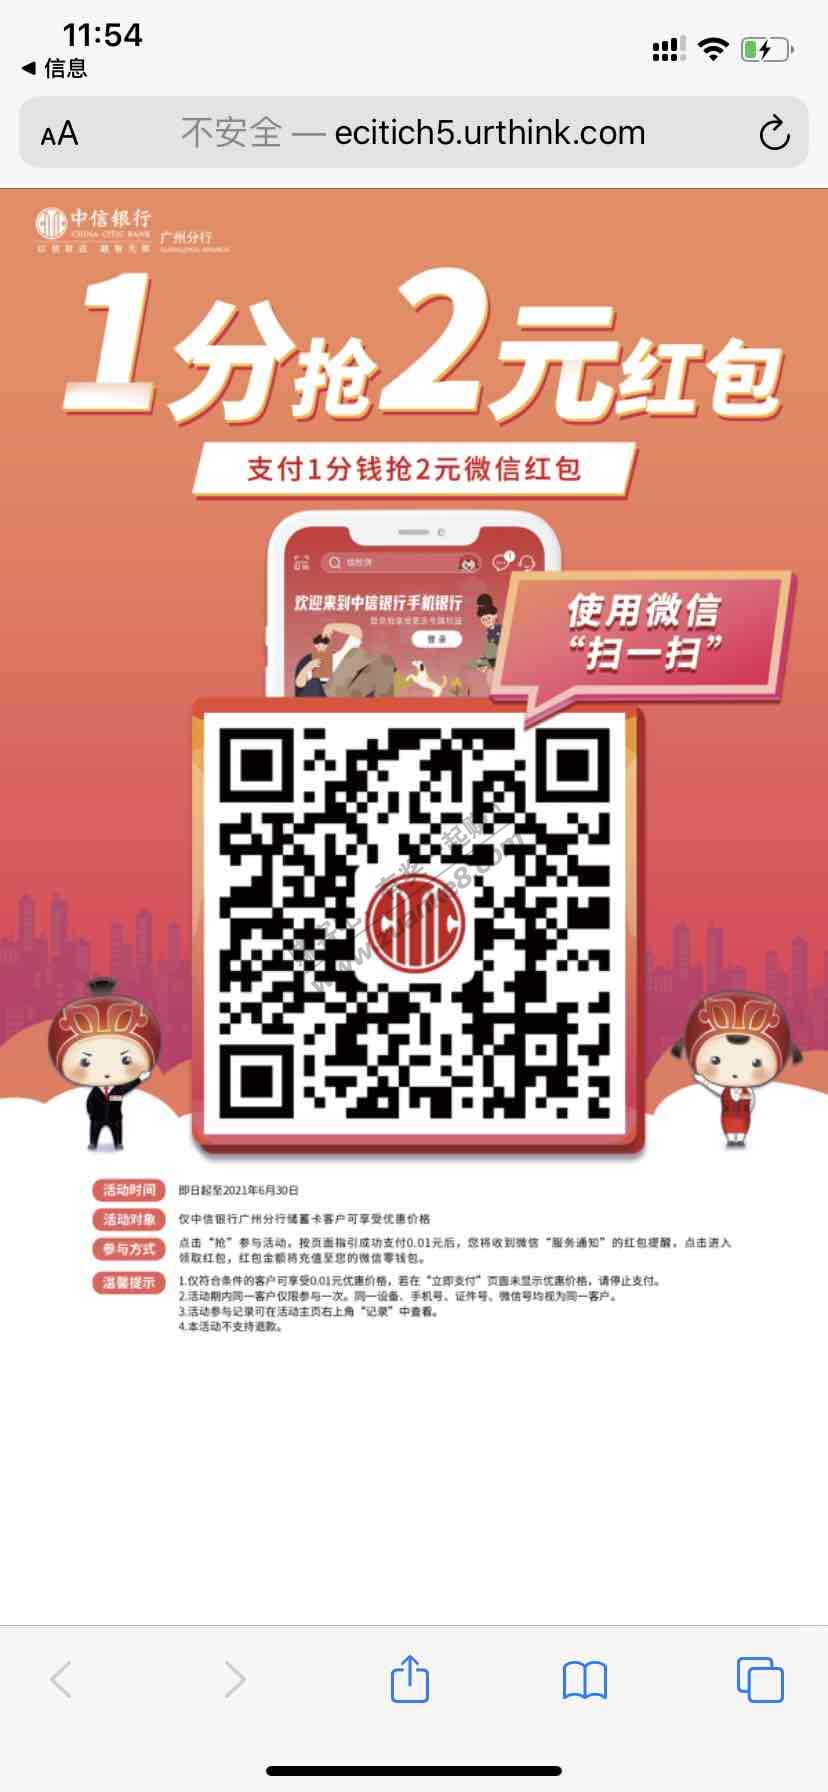 11:54
◀ 信息
AA 不安全 — ecitich5.urthink.com
中信银行
CHINA CITIC BANK
广州分行
1分抢2元红包
支付1分钱抢2元微信红包
1
欢迎来到中信银行手机银行
登录
使用微信
“扫一扫”
一起赚!
www.zuanke8.com
活动时间 即日起至2021年6月30日
活动对象 仅中信银行广州分行储蓄卡客户可享受优惠价格
参与方式 点击“抢”参与活动。按页面指引成功支付0.01元后，您将收到微信“服务通知”的红包提醒，点击进入
领取红包，红包金额将充值至您的微信零钱包。
温馨提示 1.仅符合条件的客户可享受0.01元优惠价格，若在“立即支付”页面未显示优惠价格，请停止支付。
2.活动期内同一客户仅限参与一次。同一设备、手机号、证件号、微信号均视为同一客户。
3.活动参与记录可在活动主页右上角“记录”中查看。
4.本活动不支持退款。